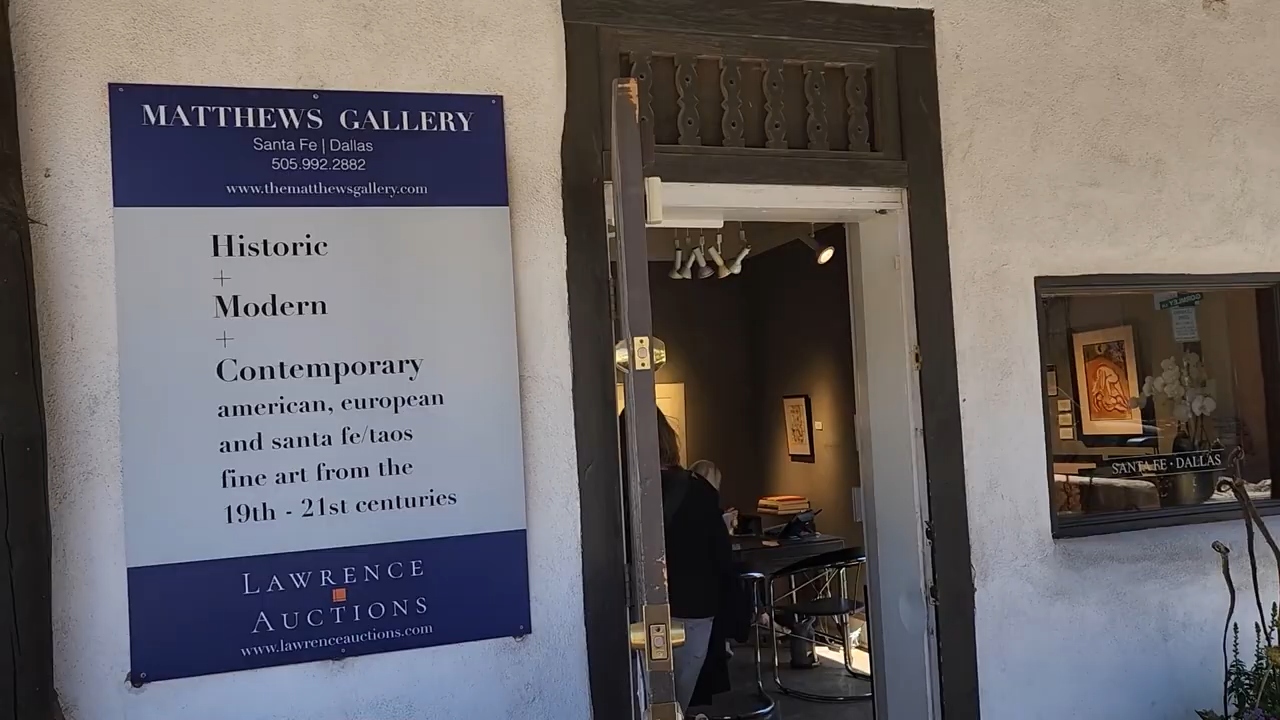 MATTHEWS GALLERY
Santa Fe | Dallas
505.992.2882
www.thematthewsgallery.com
Historic
+
Modern
+
Contemporary
american, european
and santa fe/taos
fine art from the
19th - 21st centuries
LAWRENCE
AUCTIONS
www.lawrenceauctions.com
SANTA FE · DALLAS